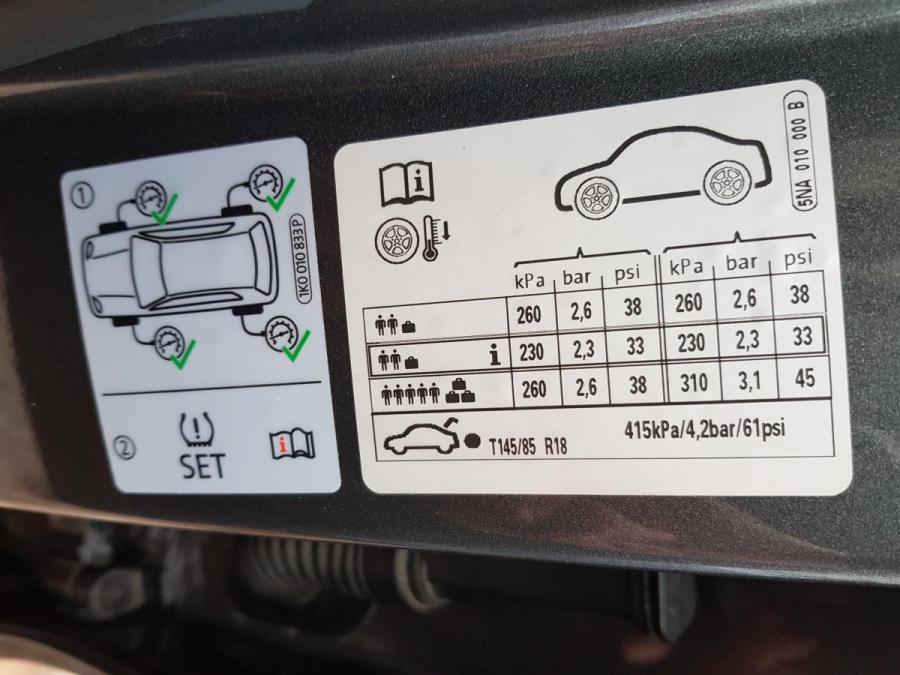 1
1K0 010 833 P
2
SET
i
i
5NA 010 000 B
kPa bar psi kPa bar psi
260 2,6 38 260 2,6 38
i 230 2,3 33 230 2,3 33
260 2,6 38 310 3,1 45
T145/85 R18 415kPa/4,2bar/61psi